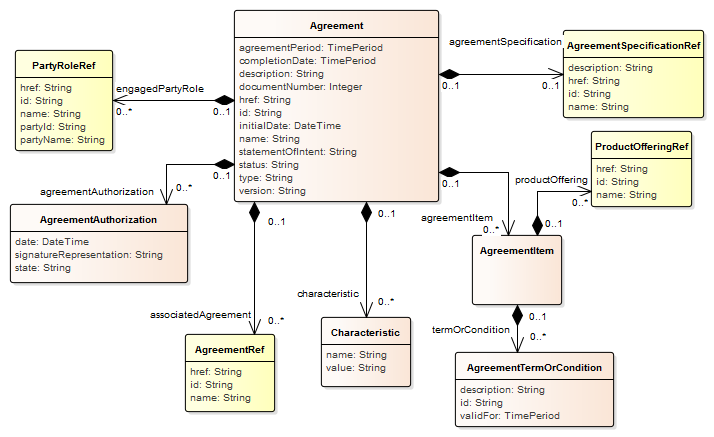 Agreement
agreementPeriod: TimePeriod
completionDate: TimePeriod
description: String
documentNumber: Integer
href: String
id: String
initialDate: DateTime
name: String
statementOfIntent: String
status: String
type: String
version: String
PartyRoleRef
href: String
id: String
name: String
partyId: String
partyName: String
engagedPartyRole
0..*
0..1
agreementSpecification
0..1
0..1
AgreementSpecificationRef
description: String
href: String
id: String
name: String
ProductOfferingRef
href: String
id: String
name: String
productOffering
0..*
0..1
agreementAuthorization
0..*
0..1
AgreementAuthorization
date: DateTime
signatureRepresentation: String
state: String
0..1
agreementItem
0..*
AgreementItem
0..1
associatedAgreement
0..*
AgreementRef
href: String
id: String
name: String
0..1
characteristic
0..*
Characteristic
name: String
value: String
0..1
termOrCondition
0..*
AgreementTermOrCondition
description: String
id: String
validFor: TimePeriod